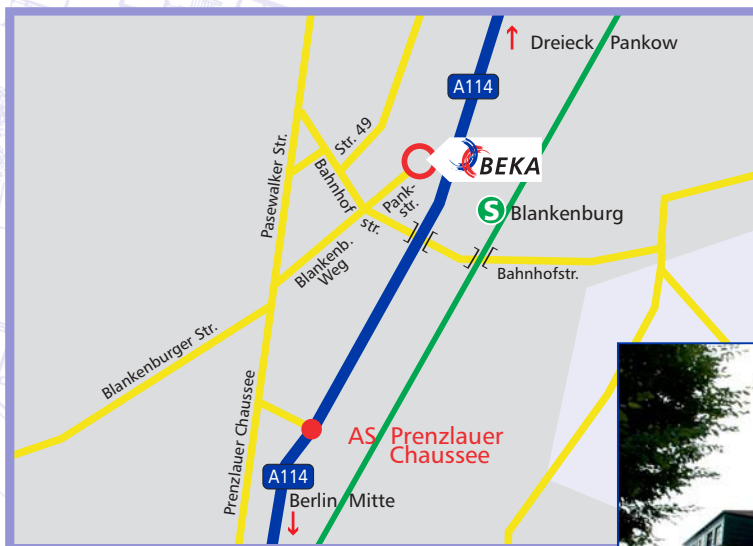 Dreieck Pankow
A114
Str. 49
BEKA
Pasewalker Str.
Bahnhof
str.
Pank-
str.
S Blankenburg
Blankenb.
Weg
Bahnhofstr.
Blankenburger Str.
Prenzlauer Chaussee
AS Prenzlauer
Chaussee
A114
Berlin Mitte